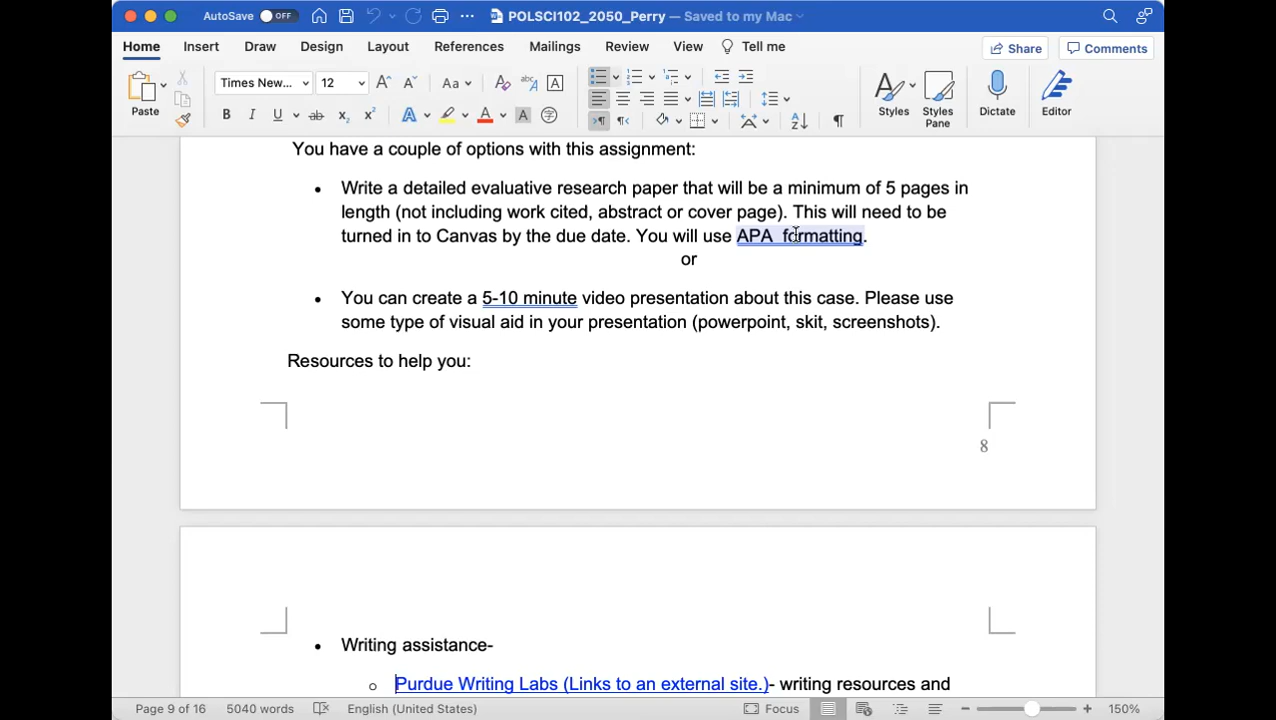 AutoSave OFF POLSCI102_2050_Perry — Saved to my Mac
Home Insert Draw Design Layout References Mailings Review View Tell me Share Comments
Paste Times New... 12 Aa Styles Styles Pane Dictate Editor
You have a couple of options with this assignment:
• Write a detailed evaluative research paper that will be a minimum of 5 pages in
length (not including work cited, abstract or cover page). This will need to be
turned in to Canvas by the due date. You will use APA  formatting.
or
• You can create a 5-10 minute video presentation about this case. Please use
some type of visual aid in your presentation (powerpoint, skit, screenshots).
Resources to help you:
8
• Writing assistance-
o Purdue Writing Labs (Links to an external site.)- writing resources and
Page 9 of 16 5040 words English (United States) Focus 150%